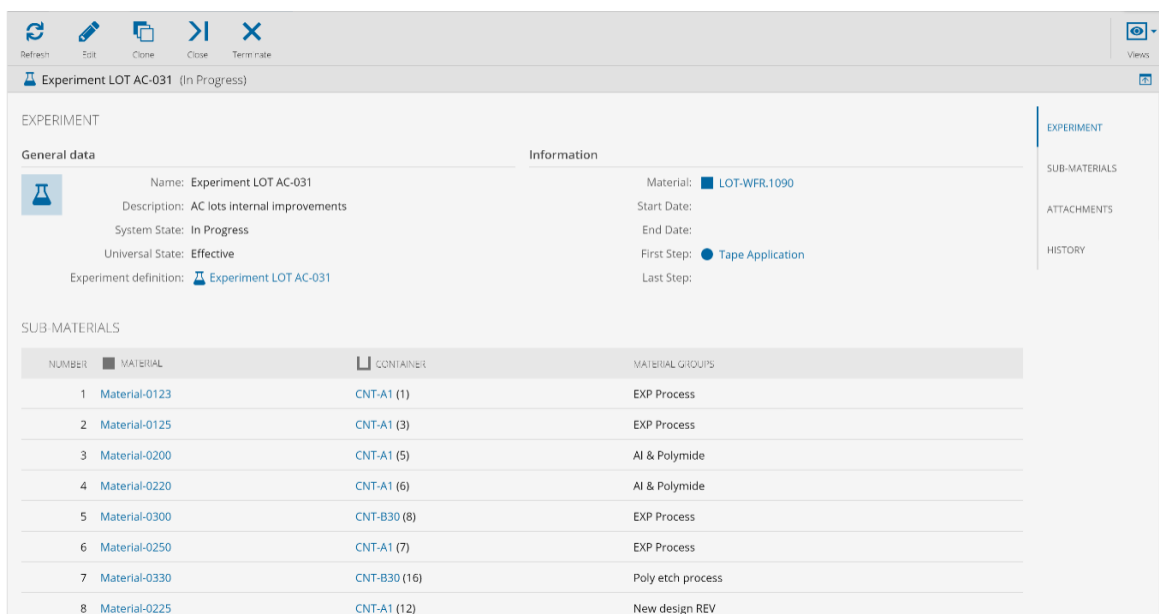 Refresh Edit Clone Close Terminate Views
Experiment LOT AC-031 (In Progress)
EXPERIMENT
General data
Name: Experiment LOT AC-031
Description: AC lots internal improvements
System State: In Progress
Universal State: Effective
Experiment definition: Experiment LOT AC-031
Information
Material: LOT-WFR.1090
Start Date:
End Date:
First Step: Tape Application
Last Step:
EXPERIMENT
SUB-MATERIALS
ATTACHMENTS
HISTORY
SUB-MATERIALS
NUMBER MATERIAL CONTAINER MATERIAL GROUPS
1 Material-0123 CNT-A1 (1) EXP Process
2 Material-0125 CNT-A1 (3) EXP Process
3 Material-0200 CNT-A1 (5) AI & Polymide
4 Material-0220 CNT-A1 (6) AI & Polymide
5 Material-0300 CNT-B30 (8) EXP Process
6 Material-0250 CNT-A1 (7) EXP Process
7 Material-0330 CNT-B30 (16) Poly etch process
8 Material-0225 CNT-A1 (12) New design REV